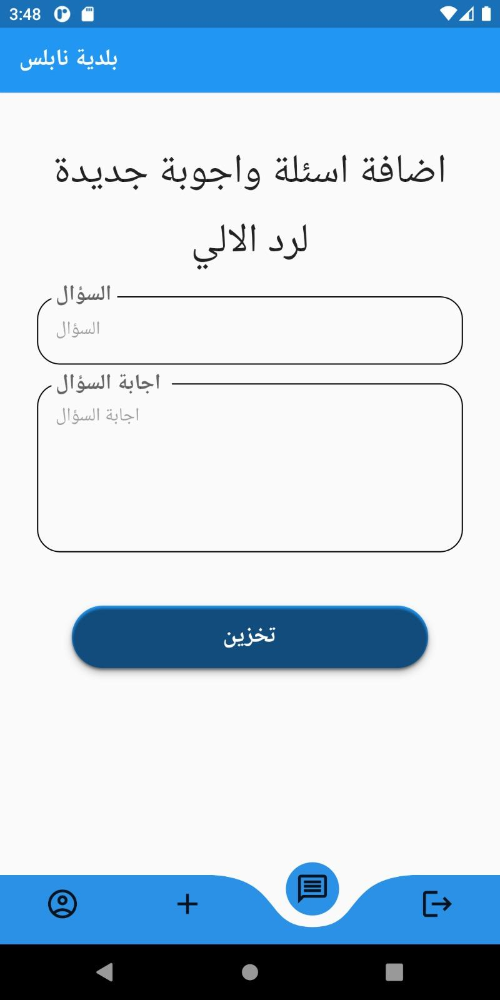 3:48
بلدية نابلس
اضافة اسئلة واجوبة جديدة
لرد الالي
السؤال
السؤال
اجابة السؤال
اجابة السؤال
تخزين